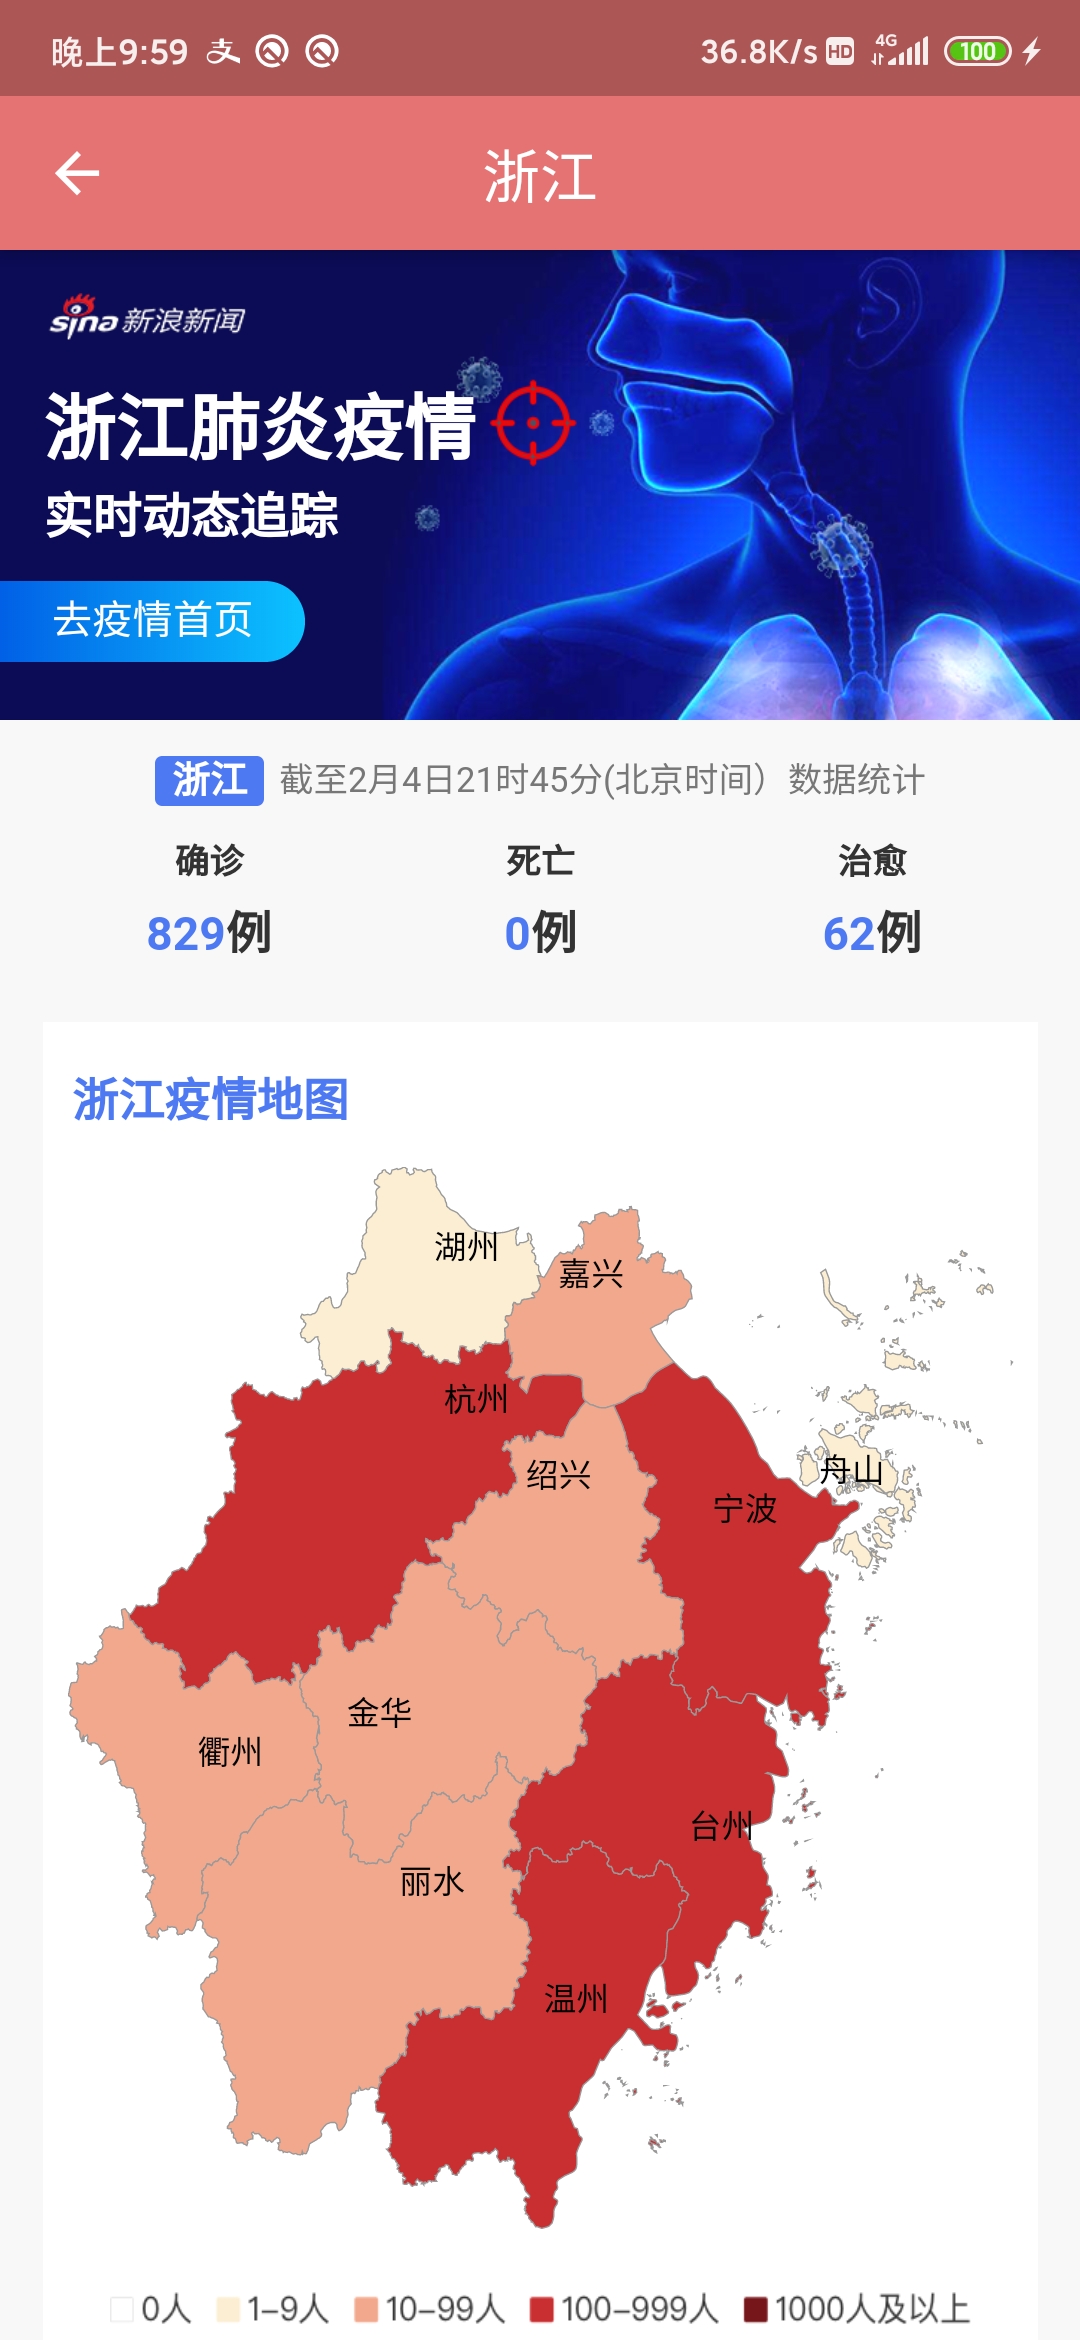 晚上9:59 支 36.8K/s HD 4G 100
浙江
sina新浪新闻
浙江肺炎疫情
实时动态追踪
去疫情首页
浙江 截至2月4日21时45分(北京时间）数据统计
确诊 死亡 治愈
829例 0例 62例
浙江疫情地图
湖州
嘉兴
杭州
绍兴
舟山
宁波
金华
衢州
台州
丽水
温州
0人 1-9人 10-99人 100-999人 1000人及以上